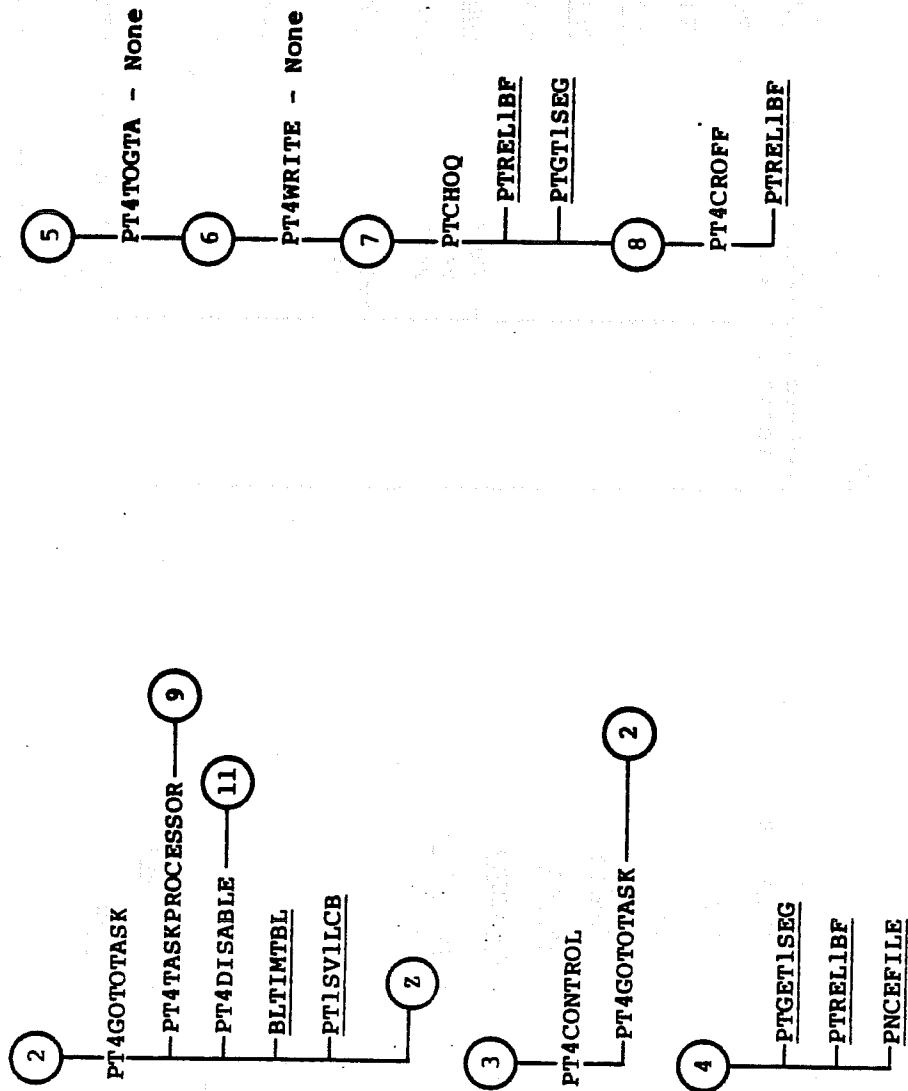 2
PT4GOTOTASK
PT4TASKPROCESSOR 9
PT4DISABLE 11
BLTIMTBL
PT1SV1LCB
Z
3
PT4CONTROL
PT4GOTOTASK 2
4
PTGET1SEG
PTREL1BF
PNCEFILE
5
PT4TOGTA - None
6
PT4WRITE - None
7
PTCHOQ
PTREL1BF
PTGT1SEG
8
PT4CROFF
PTREL1BF